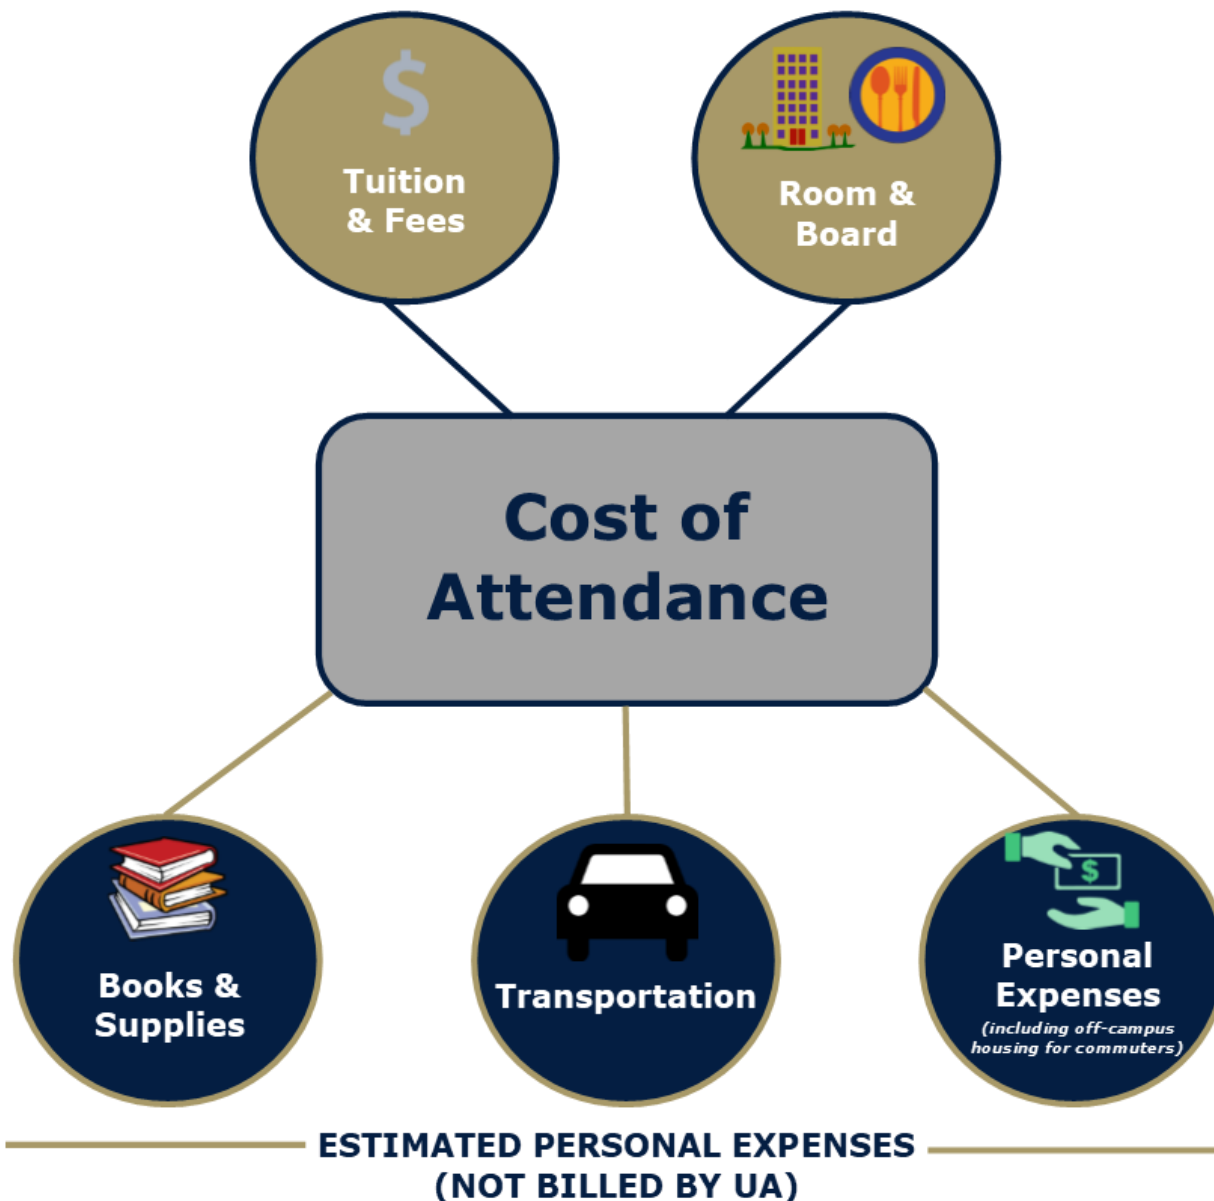 $
Tuition
& Fees
Room &
Board
Cost of
Attendance
Books &
Supplies
Transportation
$
Personal
Expenses
(including off-campus
housing for commuters)
ESTIMATED PERSONAL EXPENSES
(NOT BILLED BY UA)